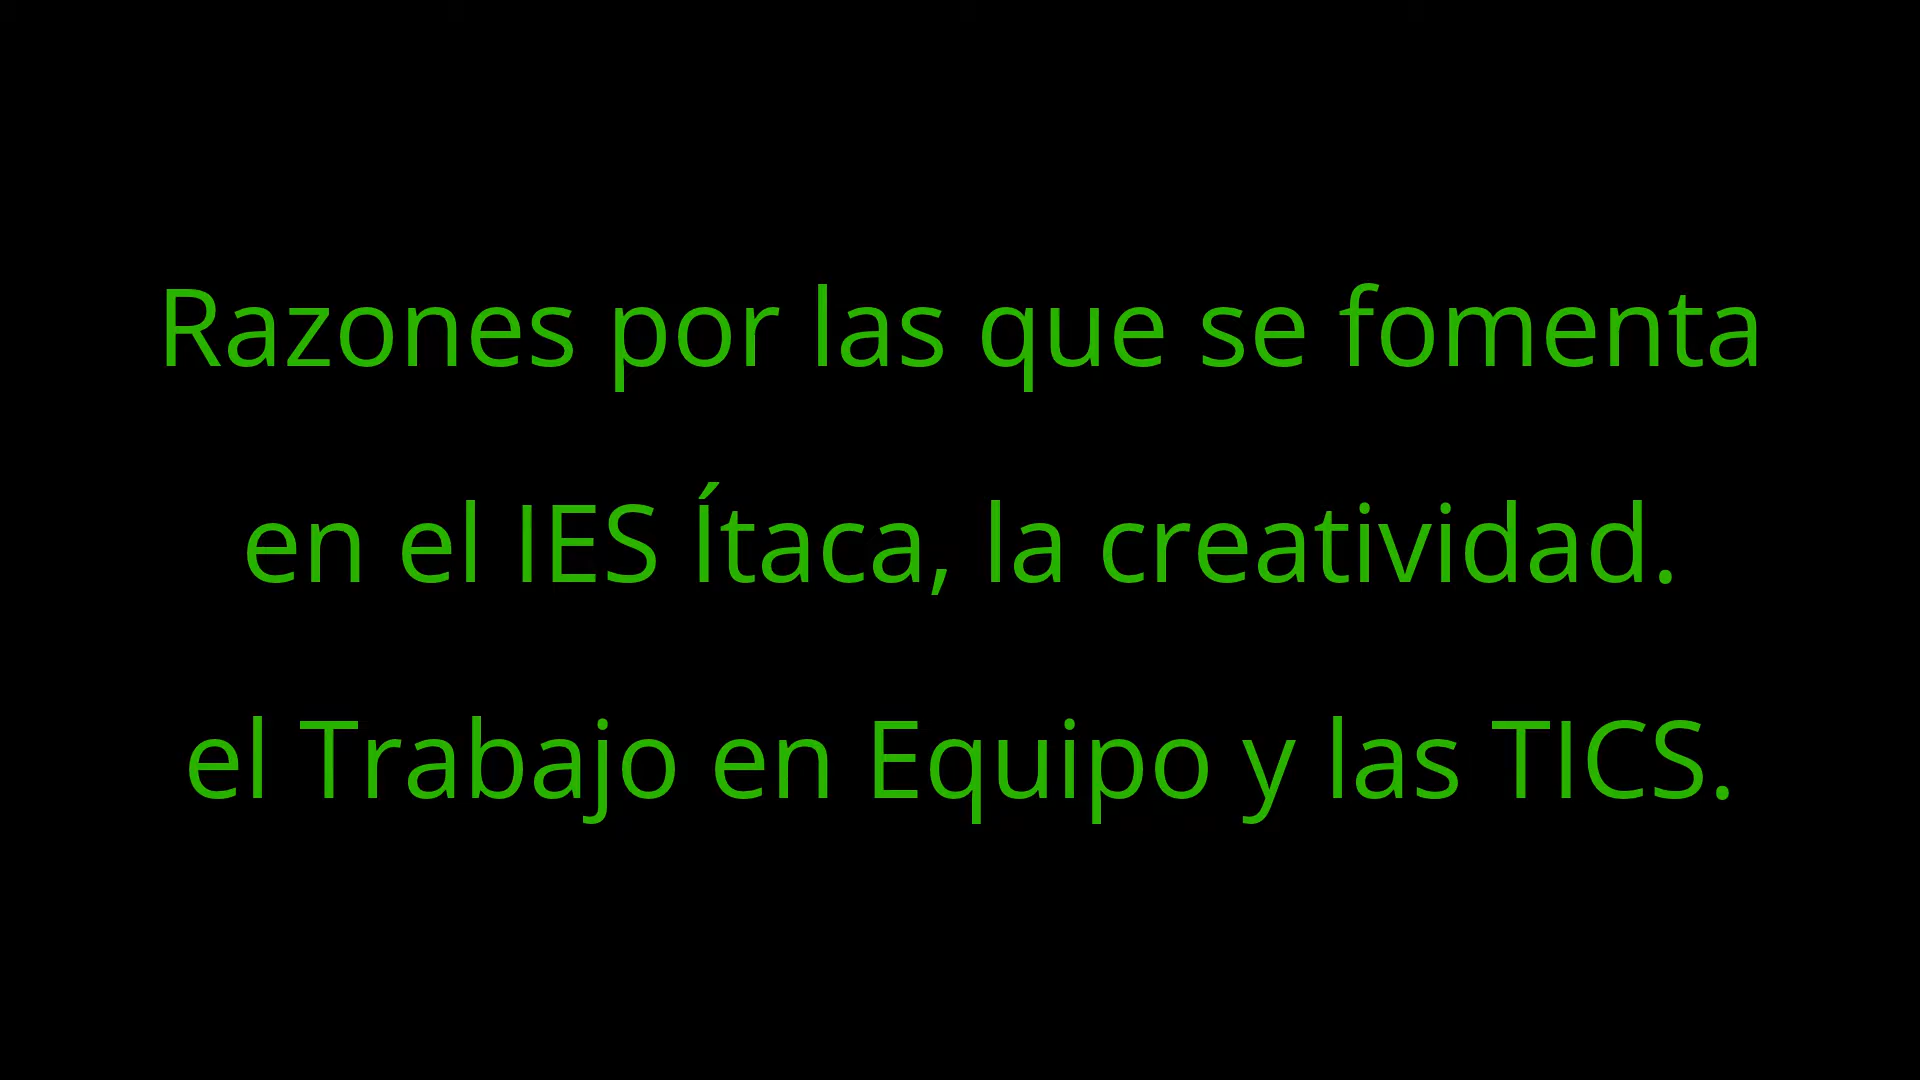 Razones por las que se fomenta
en el IES Ítaca, la creatividad.
el Trabajo en Equipo y las TICS.